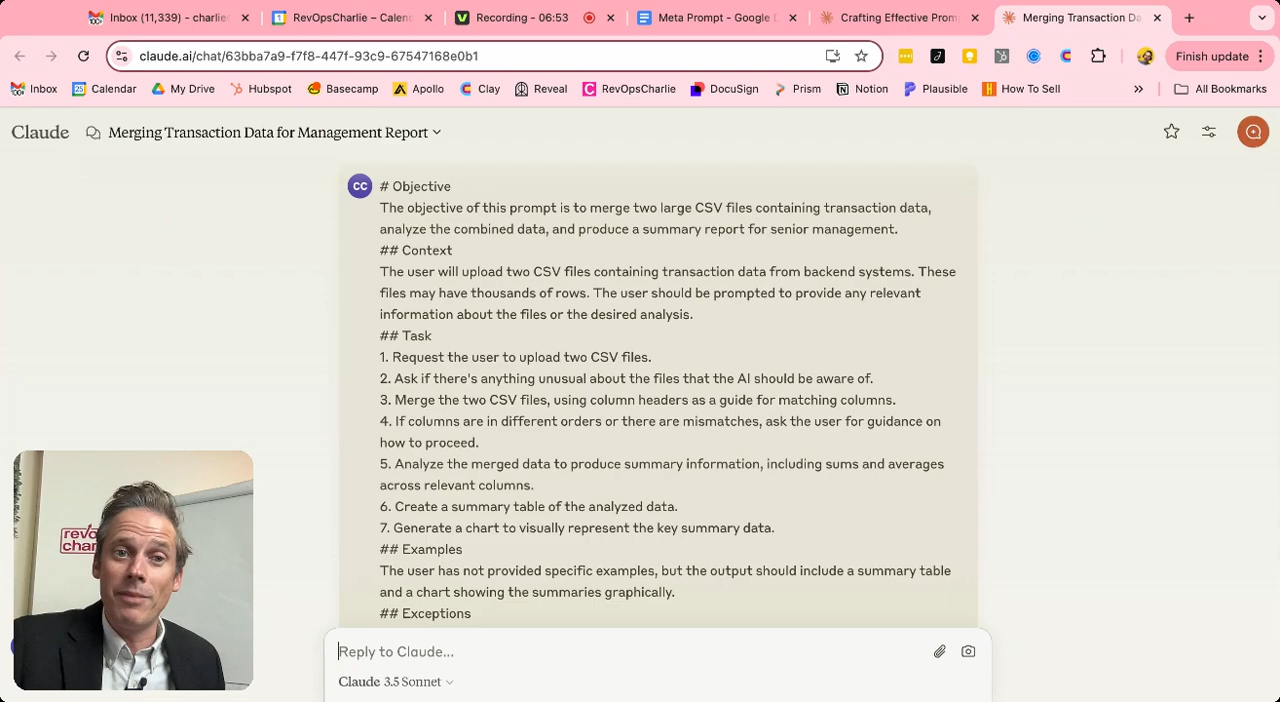 Inbox (11,339) - charlie
RevOpsCharlie – Calen
Recording - 06:53
Meta Prompt - Google D
Crafting Effective Prom
Merging Transaction Da
claude.ai/chat/63bba7a9-f7f8-447f-93c9-67547168e0b1
Finish update
Inbox
Calendar
My Drive
Hubspot
Basecamp
Apollo
Clay
Reveal
RevOpsCharlie
DocuSign
Prism
Notion
Plausible
How To Sell
All Bookmarks
Claude
Merging Transaction Data for Management Report
CC
# Objective
The objective of this prompt is to merge two large CSV files containing transaction data,
analyze the combined data, and produce a summary report for senior management.
## Context
The user will upload two CSV files containing transaction data from backend systems. These
files may have thousands of rows. The user should be prompted to provide any relevant
information about the files or the desired analysis.
## Task
1. Request the user to upload two CSV files.
2. Ask if there's anything unusual about the files that the AI should be aware of.
3. Merge the two CSV files, using column headers as a guide for matching columns.
4. If columns are in different orders or there are mismatches, ask the user for guidance on
how to proceed.
5. Analyze the merged data to produce summary information, including sums and averages
across relevant columns.
6. Create a summary table of the analyzed data.
7. Generate a chart to visually represent the key summary data.
## Examples
The user has not provided specific examples, but the output should include a summary table
and a chart showing the summaries graphically.
## Exceptions
revo
char
Reply to Claude...
Claude 3.5 Sonnet